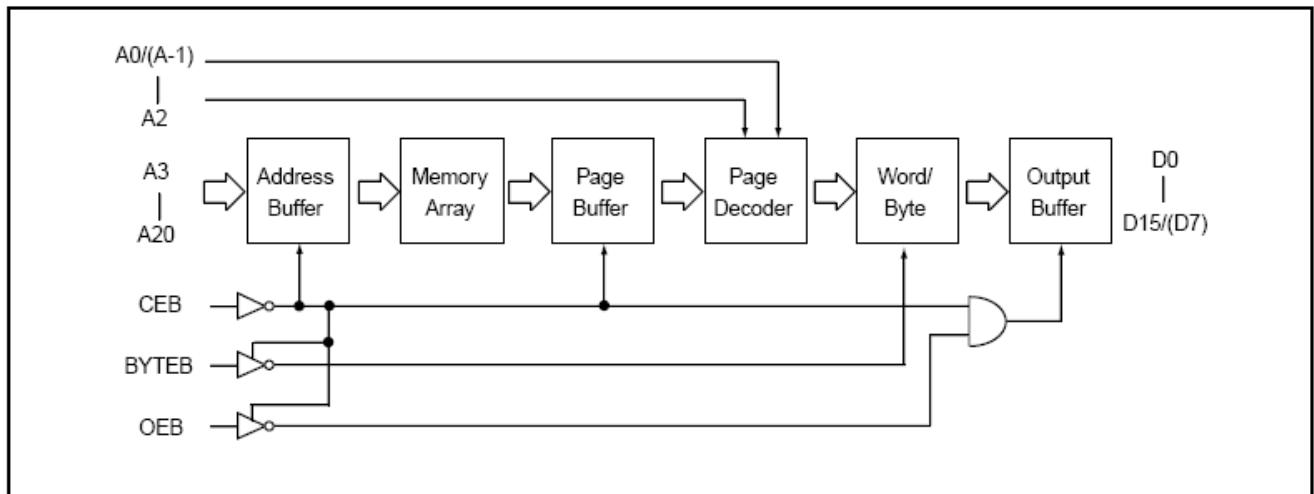 A0/(A-1)
A2
A3
A20
Address
Buffer
Memory
Array
Page
Buffer
Page
Decoder
Word/
Byte
Output
Buffer
D0
D15/(D7)
CEB
BYTEB
OEB